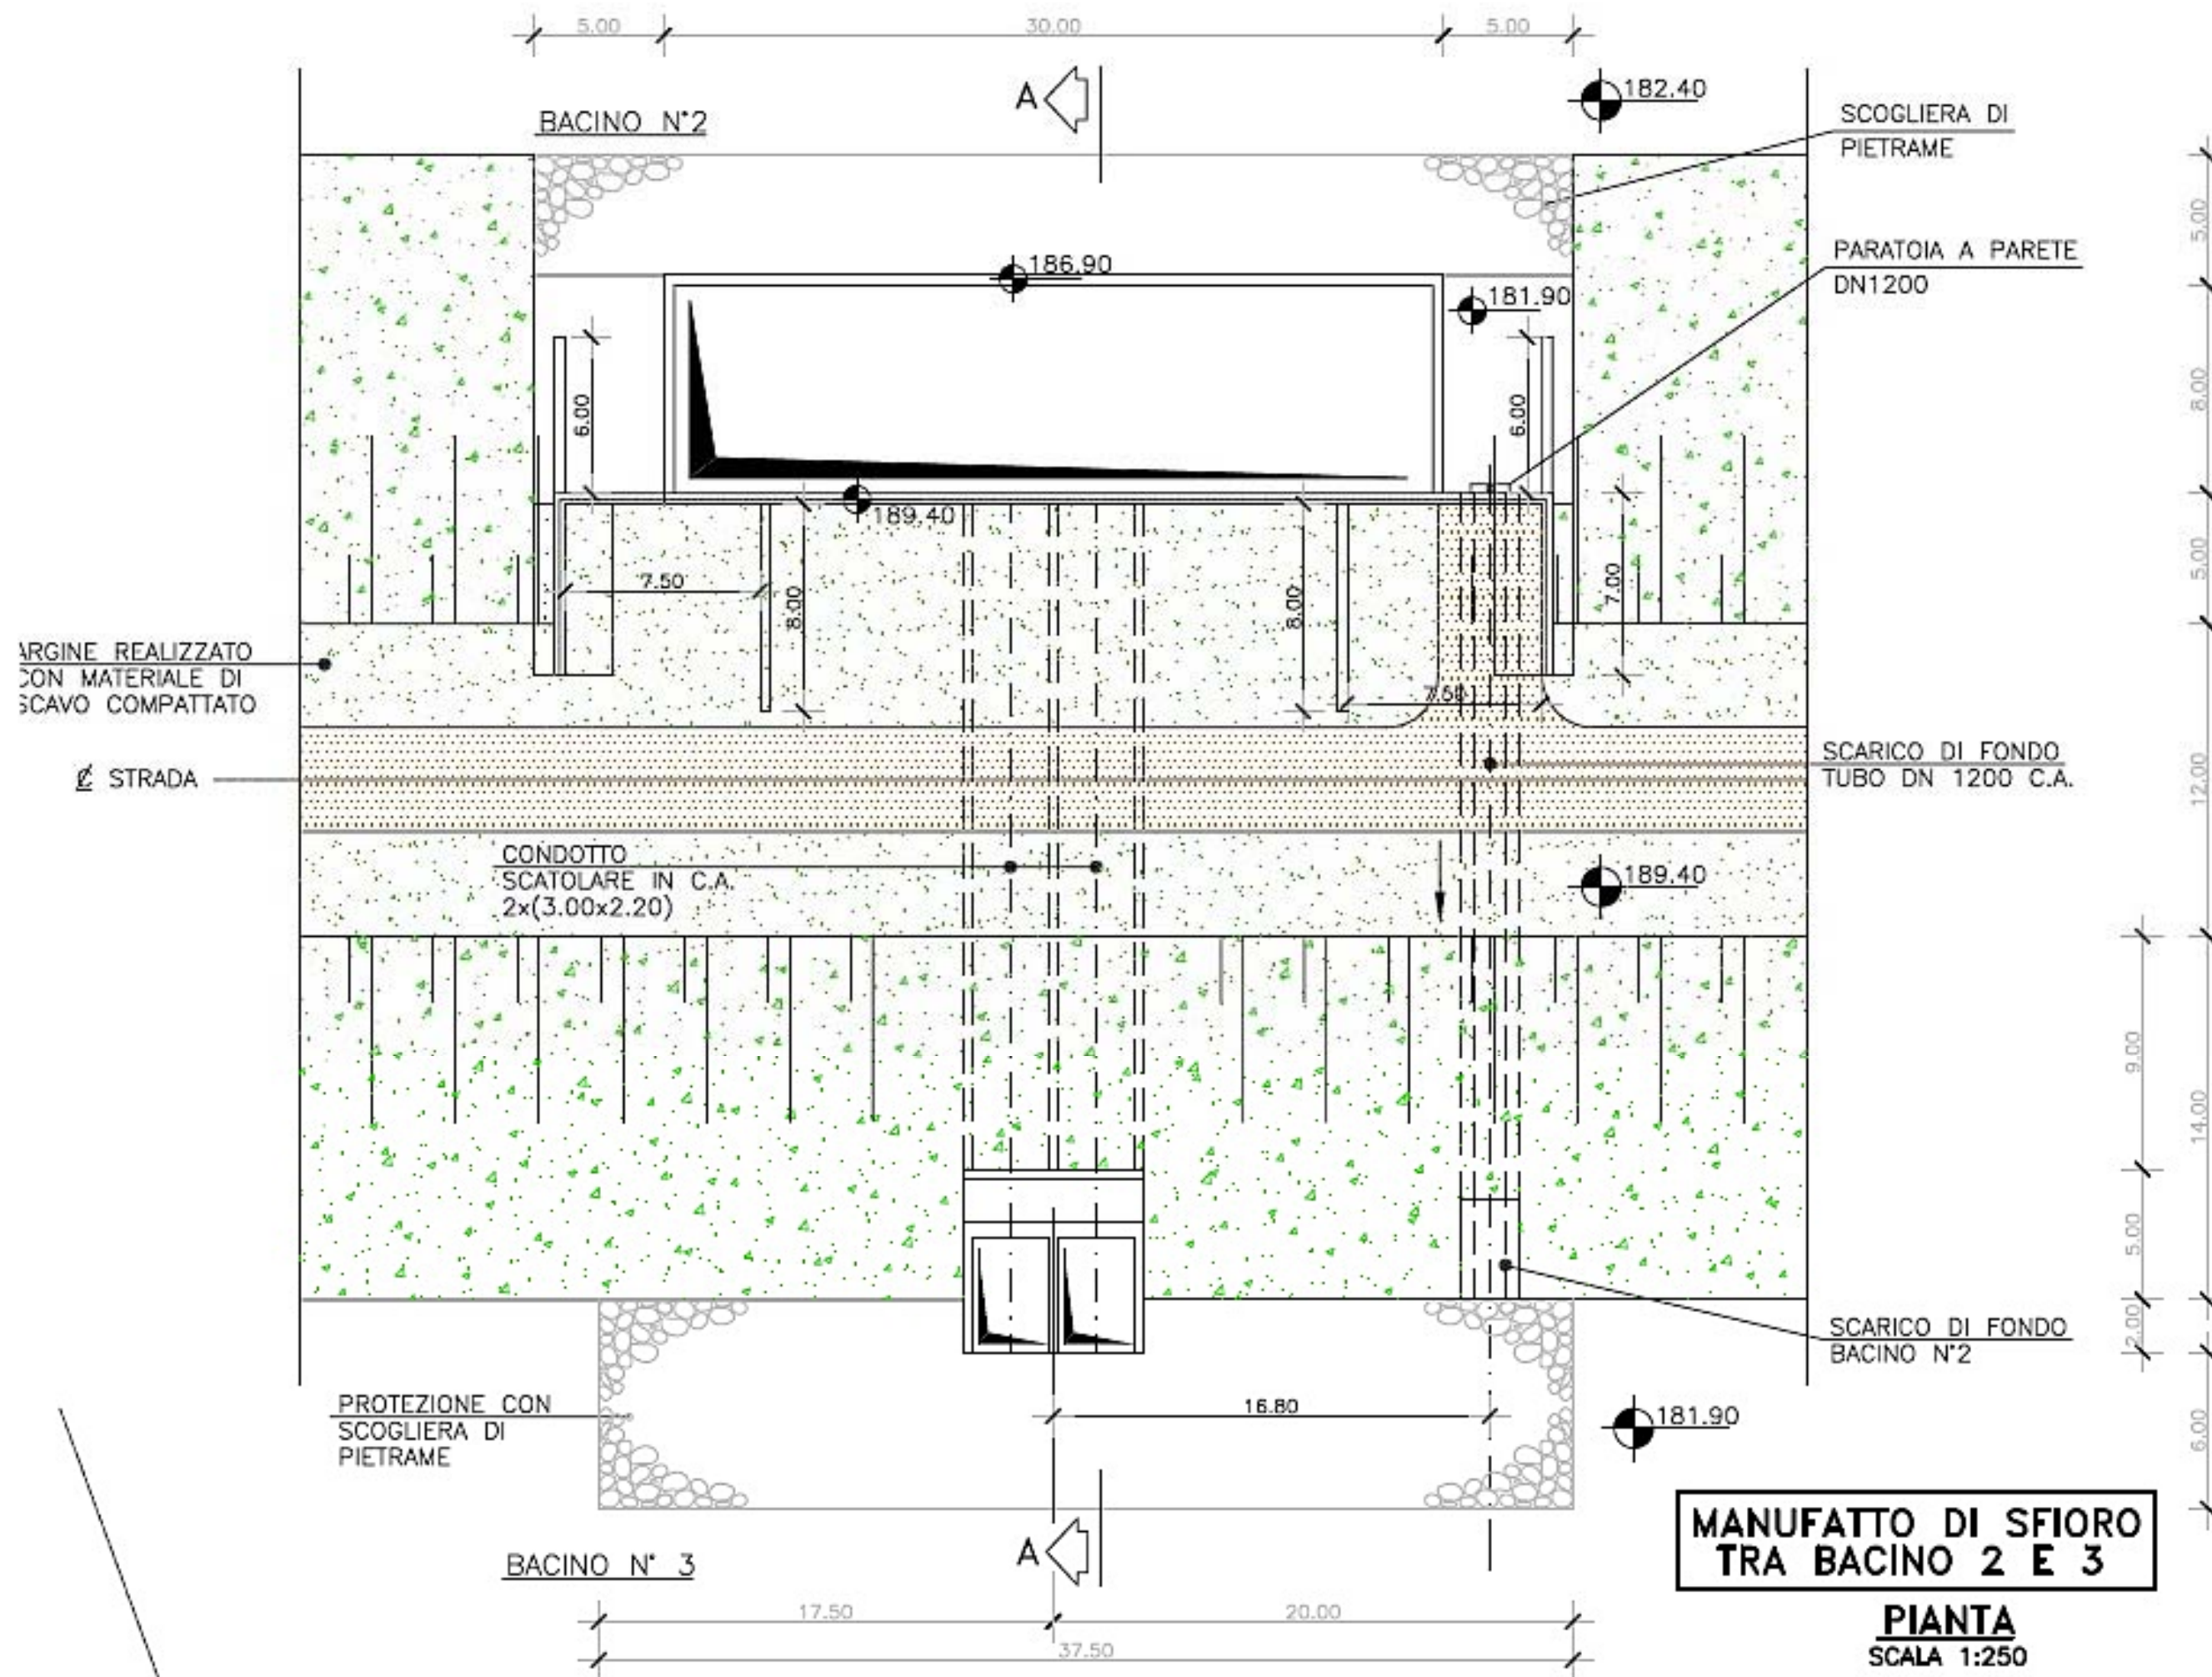 5.00
30.00
5.00
A
182.40
BACINO N°2
SCOGLIERA DI
PIETRAME
5.00
186.90
181.90
PARATOIA A PARETE
DN1200
6.00
6.00
8.00
189.40
7.50
8.00
8.00
7.00
5.00
ARGINE REALIZZATO
CON MATERIALE DI
SCAVO COMPATTATO
7.50
℄ STRADA
SCARICO DI FONDO
TUBO DN 1200 C.A.
12.00
CONDOTTO
SCATOLARE IN C.A.
2x(3.00x2.20)
189.40
9.00
14.00
5.00
2.00
SCARICO DI FONDO
BACINO N°2
PROTEZIONE CON
SCOGLIERA DI
PIETRAME
16.80
181.90
6.00
A
BACINO N° 3
17.50
20.00
37.50
MANUFATTO DI SFIORO
TRA BACINO 2 E 3
PIANTA
SCALA 1:250